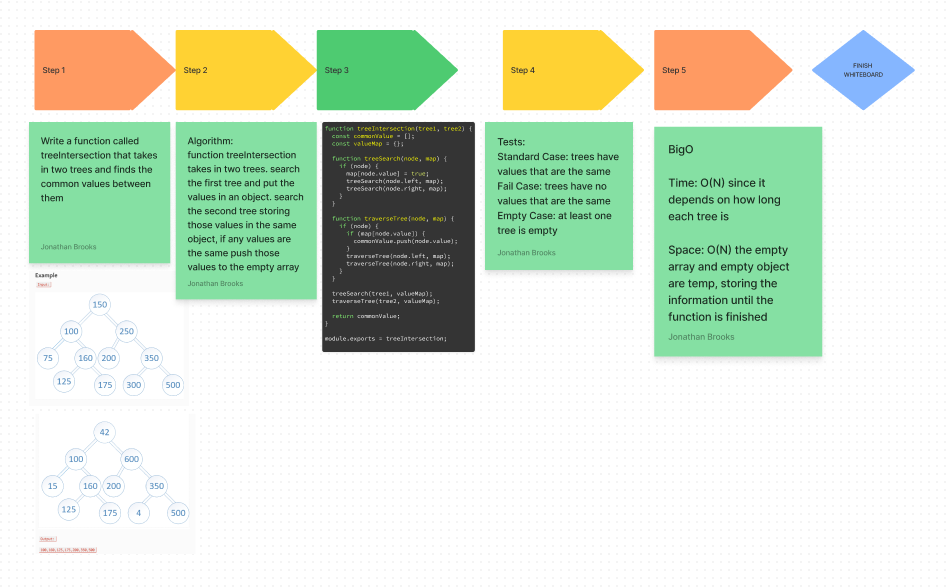 Step 1
Step 2
Step 3
Step 4
Step 5
FINISH
WHITEBOARD
Write a function called
treeIntersection that takes
in two trees and finds the
common values between
them
Jonathan Brooks
Algorithm:
function treeIntersection
takes in two trees. search
the first tree and put the
values in an object. search
the second tree storing
those values in the same
object, if any values are
the same push those
values to the empty array
Jonathan Brooks
function treeIntersection(tree1, tree2) {
const commonValue = [];
const valueMap = {};
function treeSearch(node, map) {
if (node) {
map[node.value] = true;
treeSearch(node.left, map);
treeSearch(node.right, map);
}
}
function traverseTree(node, map) {
if (node) {
if (map[node.value]) {
commonValue.push(node.value);
}
traverseTree(node.left, map);
traverseTree(node.right, map);
}
}
treeSearch(tree1, valueMap);
traverseTree(tree2, valueMap);
return commonValue;
}
module.exports = treeIntersection;
Tests:
Standard Case: trees have
values that are the same
Fail Case: trees have no
values that are the same
Empty Case: at least one
tree is empty
Jonathan Brooks
BigO
Time: O(N) since it
depends on how long
each tree is
Space: O(N) the empty
array and empty object
are temp, storing the
information until the
function is finished
Jonathan Brooks
Example
Input:
150
100 250
75 160 200 350
125 175 300 500
42
100 600
15 160 200 350
125 175 4 500
Output: